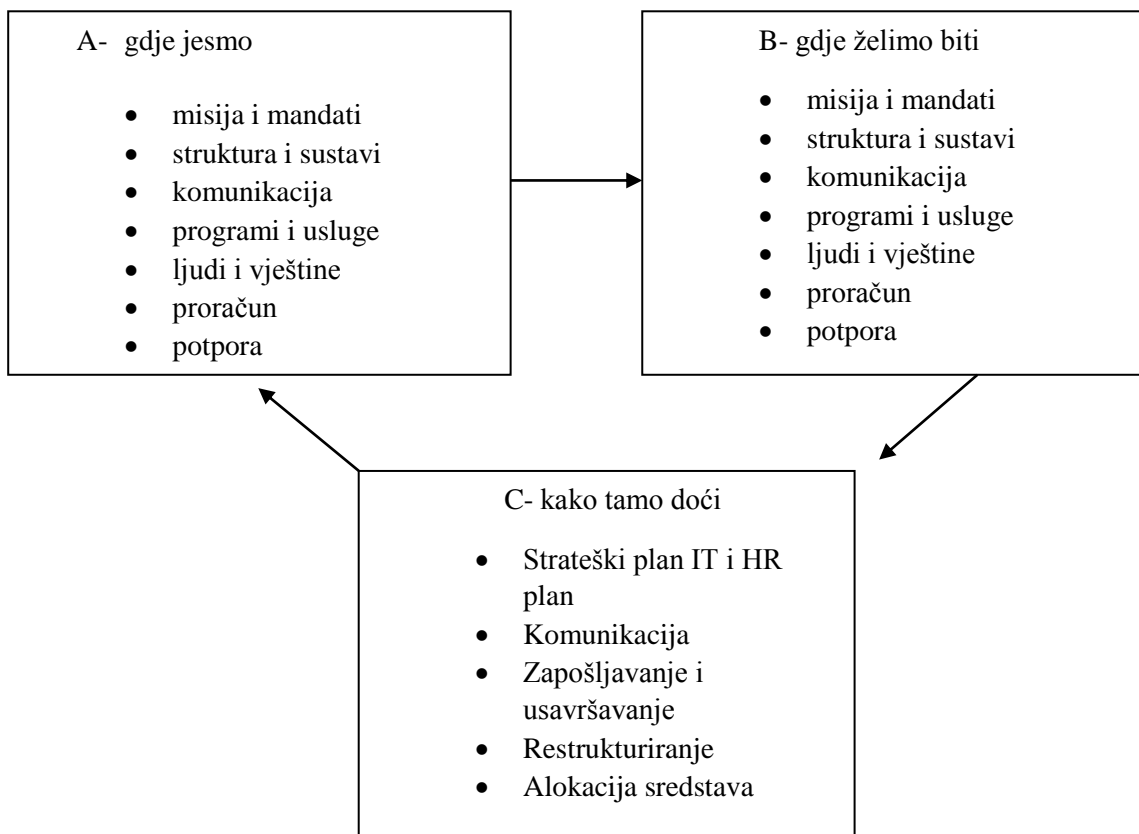 A- gdje jesmo
• misija i mandati
• struktura i sustavi
• komunikacija
• programi i usluge
• ljudi i vještine
• proračun
• potpora
B- gdje želimo biti
• misija i mandati
• struktura i sustavi
• komunikacija
• programi i usluge
• ljudi i vještine
• proračun
• potpora
C- kako tamo doći
• Strateški plan IT i HR
plan
• Komunikacija
• Zapošljavanje i
usavršavanje
• Restrukturiranje
• Alokacija sredstava